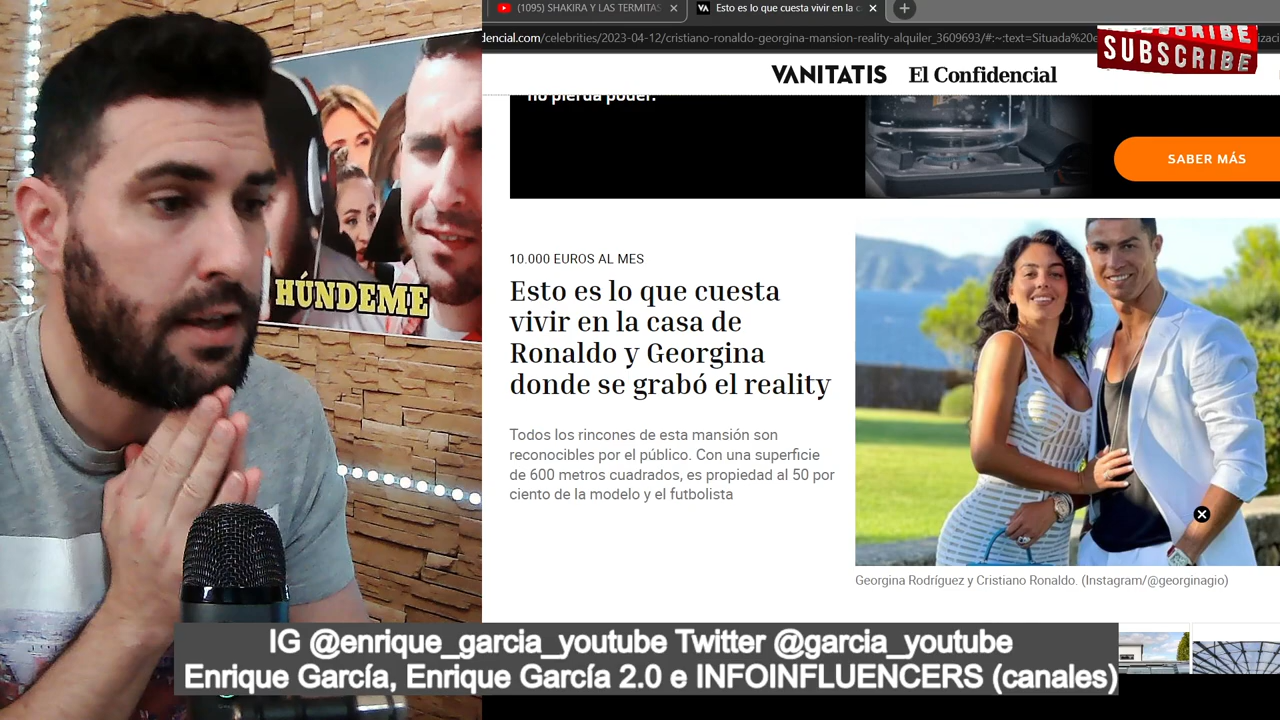 (1095) SHAKIRA Y LAS TERMITAS
Esto es lo que cuesta vivir en la c
dencial.com/celebrities/2023-04-12/cristiano-ronaldo-georgina-mansion-reality-alquiler_3609693/#:~:text=Situada%20e
SUBSCRIBE
SUBSCRIBE
VANITATIS El Confidencial
no pierda poder.
SABER MÁS
10.000 EUROS AL MES
Esto es lo que cuesta
vivir en la casa de
Ronaldo y Georgina
donde se grabó el reality
Todos los rincones de esta mansión son
reconocibles por el público. Con una superficie
de 600 metros cuadrados, es propiedad al 50 por
ciento de la modelo y el futbolista
Georgina Rodríguez y Cristiano Ronaldo. (Instagram/@georginagio)
HÚNDEME
IG @enrique_garcia_youtube Twitter @garcia_youtube
Enrique García, Enrique García 2.0 e INFOINFLUENCERS (canales)